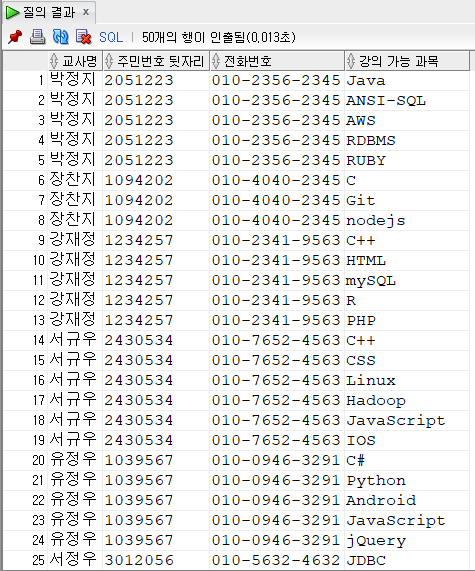 질의 결과 ×
SQL | 50개의 행이 인출됨(0,013초)
교사명 주민번호 뒷자리 전화번호 강의 가능 과목
1 박정지 2051223 010-2356-2345 Java
2 박정지 2051223 010-2356-2345 ANSI-SQL
3 박정지 2051223 010-2356-2345 AWS
4 박정지 2051223 010-2356-2345 RDBMS
5 박정지 2051223 010-2356-2345 RUBY
6 장찬지 1094202 010-4040-2345 C
7 장찬지 1094202 010-4040-2345 Git
8 장찬지 1094202 010-4040-2345 nodejs
9 강재정 1234257 010-2341-9563 C++
10 강재정 1234257 010-2341-9563 HTML
11 강재정 1234257 010-2341-9563 mySQL
12 강재정 1234257 010-2341-9563 R
13 강재정 1234257 010-2341-9563 PHP
14 서규우 2430534 010-7652-4563 C++
15 서규우 2430534 010-7652-4563 CSS
16 서규우 2430534 010-7652-4563 Linux
17 서규우 2430534 010-7652-4563 Hadoop
18 서규우 2430534 010-7652-4563 JavaScript
19 서규우 2430534 010-7652-4563 IOS
20 유정우 1039567 010-0946-3291 C#
21 유정우 1039567 010-0946-3291 Python
22 유정우 1039567 010-0946-3291 Android
23 유정우 1039567 010-0946-3291 JavaScript
24 유정우 1039567 010-0946-3291 jQuery
25 서정우 3012056 010-5632-4632 JDBC